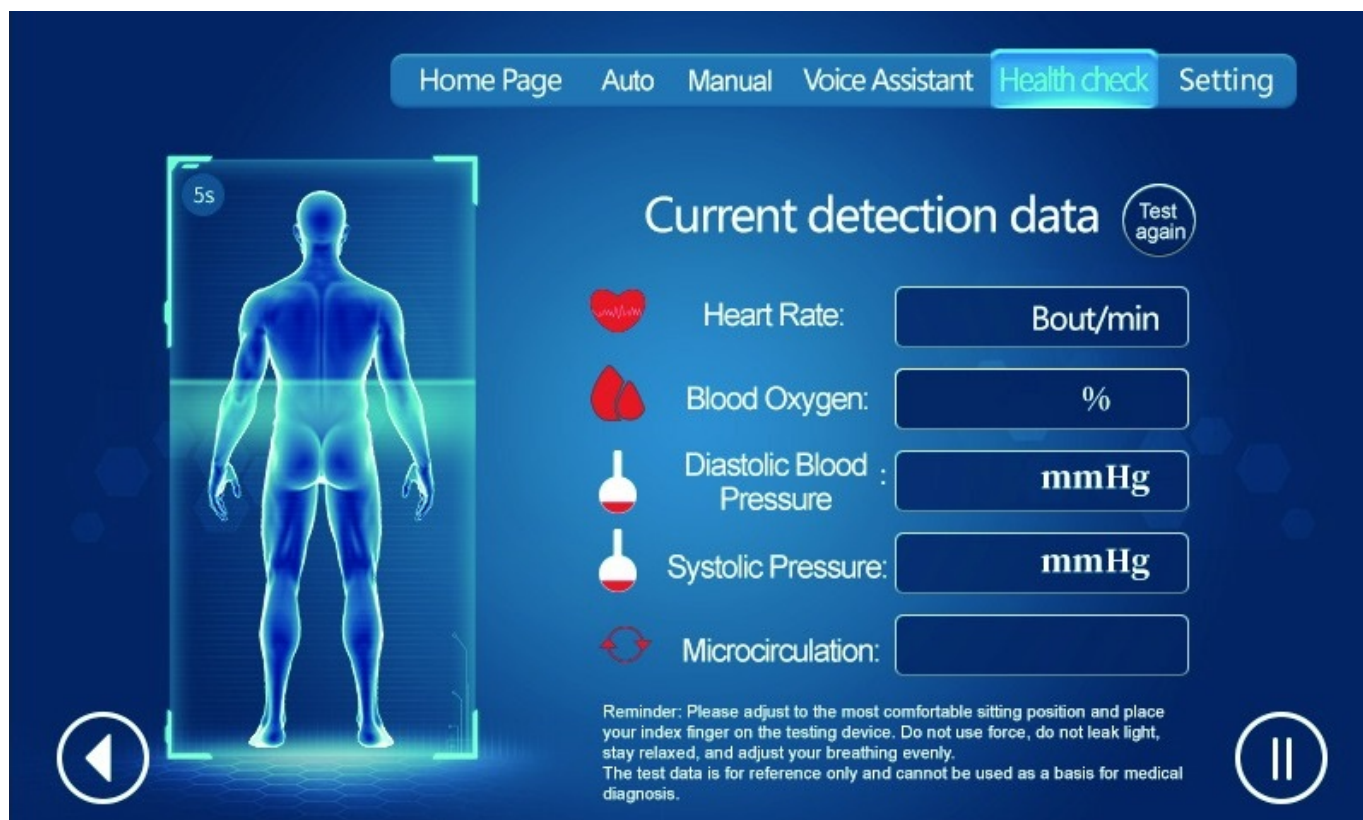 Home Page Auto Manual Voice Assistant Health check Setting
5s
Current detection data
Test
again
Heart Rate: Bout/min
Blood Oxygen: %
Diastolic Blood :
Pressure
mmHg
Systolic Pressure: mmHg
Microcirculation:
Reminder: Please adjust to the most comfortable sitting position and place
your index finger on the testing device. Do not use force, do not leak light,
stay relaxed, and adjust your breathing evenly.
The test data is for reference only and cannot be used as a basis for medical
diagnosis.